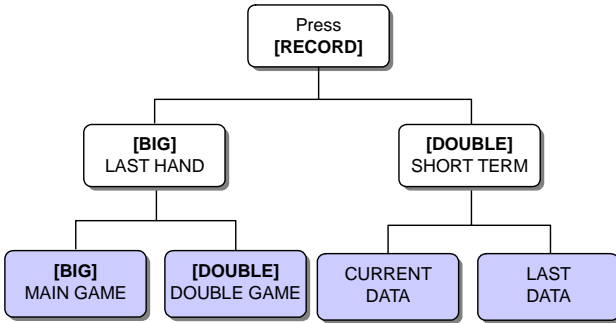 Press
[RECORD]
[BIG]
LAST HAND
[DOUBLE]
SHORT TERM
[BIG]
MAIN GAME
[DOUBLE]
DOUBLE GAME
CURRENT
DATA
LAST
DATA